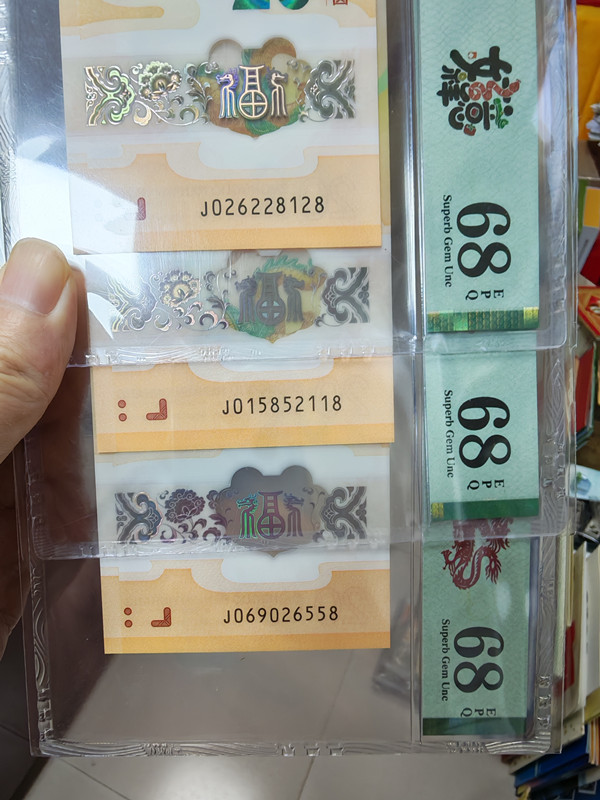 福
J026228128
68
EPQ
Superb Gem Unc
福
J015852118
68
EPQ
Superb Gem Unc
福
J069026558
68
EPQ
Superb Gem Unc